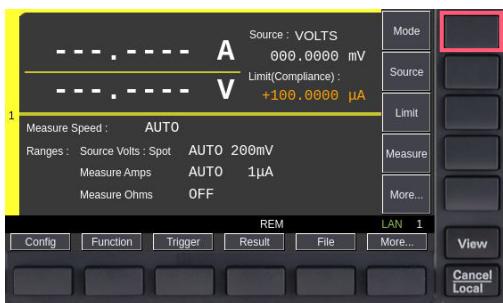 ---.---- A
Source : VOLTS
000.0000 mV
Limit(Compliance) :
---.---- V
+100.0000 µA
1
Measure Speed : AUTO
Ranges : Source Volts : Spot AUTO 200mV
Measure Amps AUTO 1µA
Measure Ohms OFF
Mode
Source
Limit
Measure
More...
REM
LAN 1
Config
Function
Trigger
Result
File
More...
View
Cancel
Local